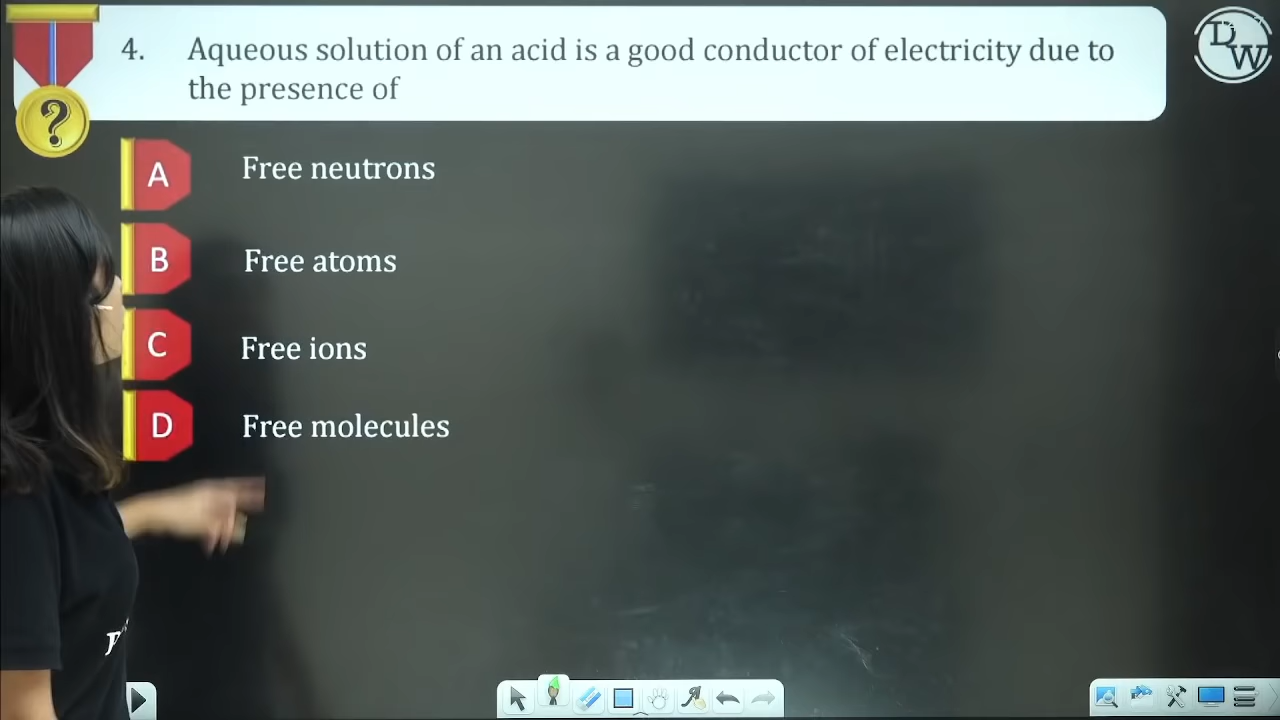 4. Aqueous solution of an acid is a good conductor of electricity due to
the presence of
?
A Free neutrons
B Free atoms
C Free ions
D Free molecules